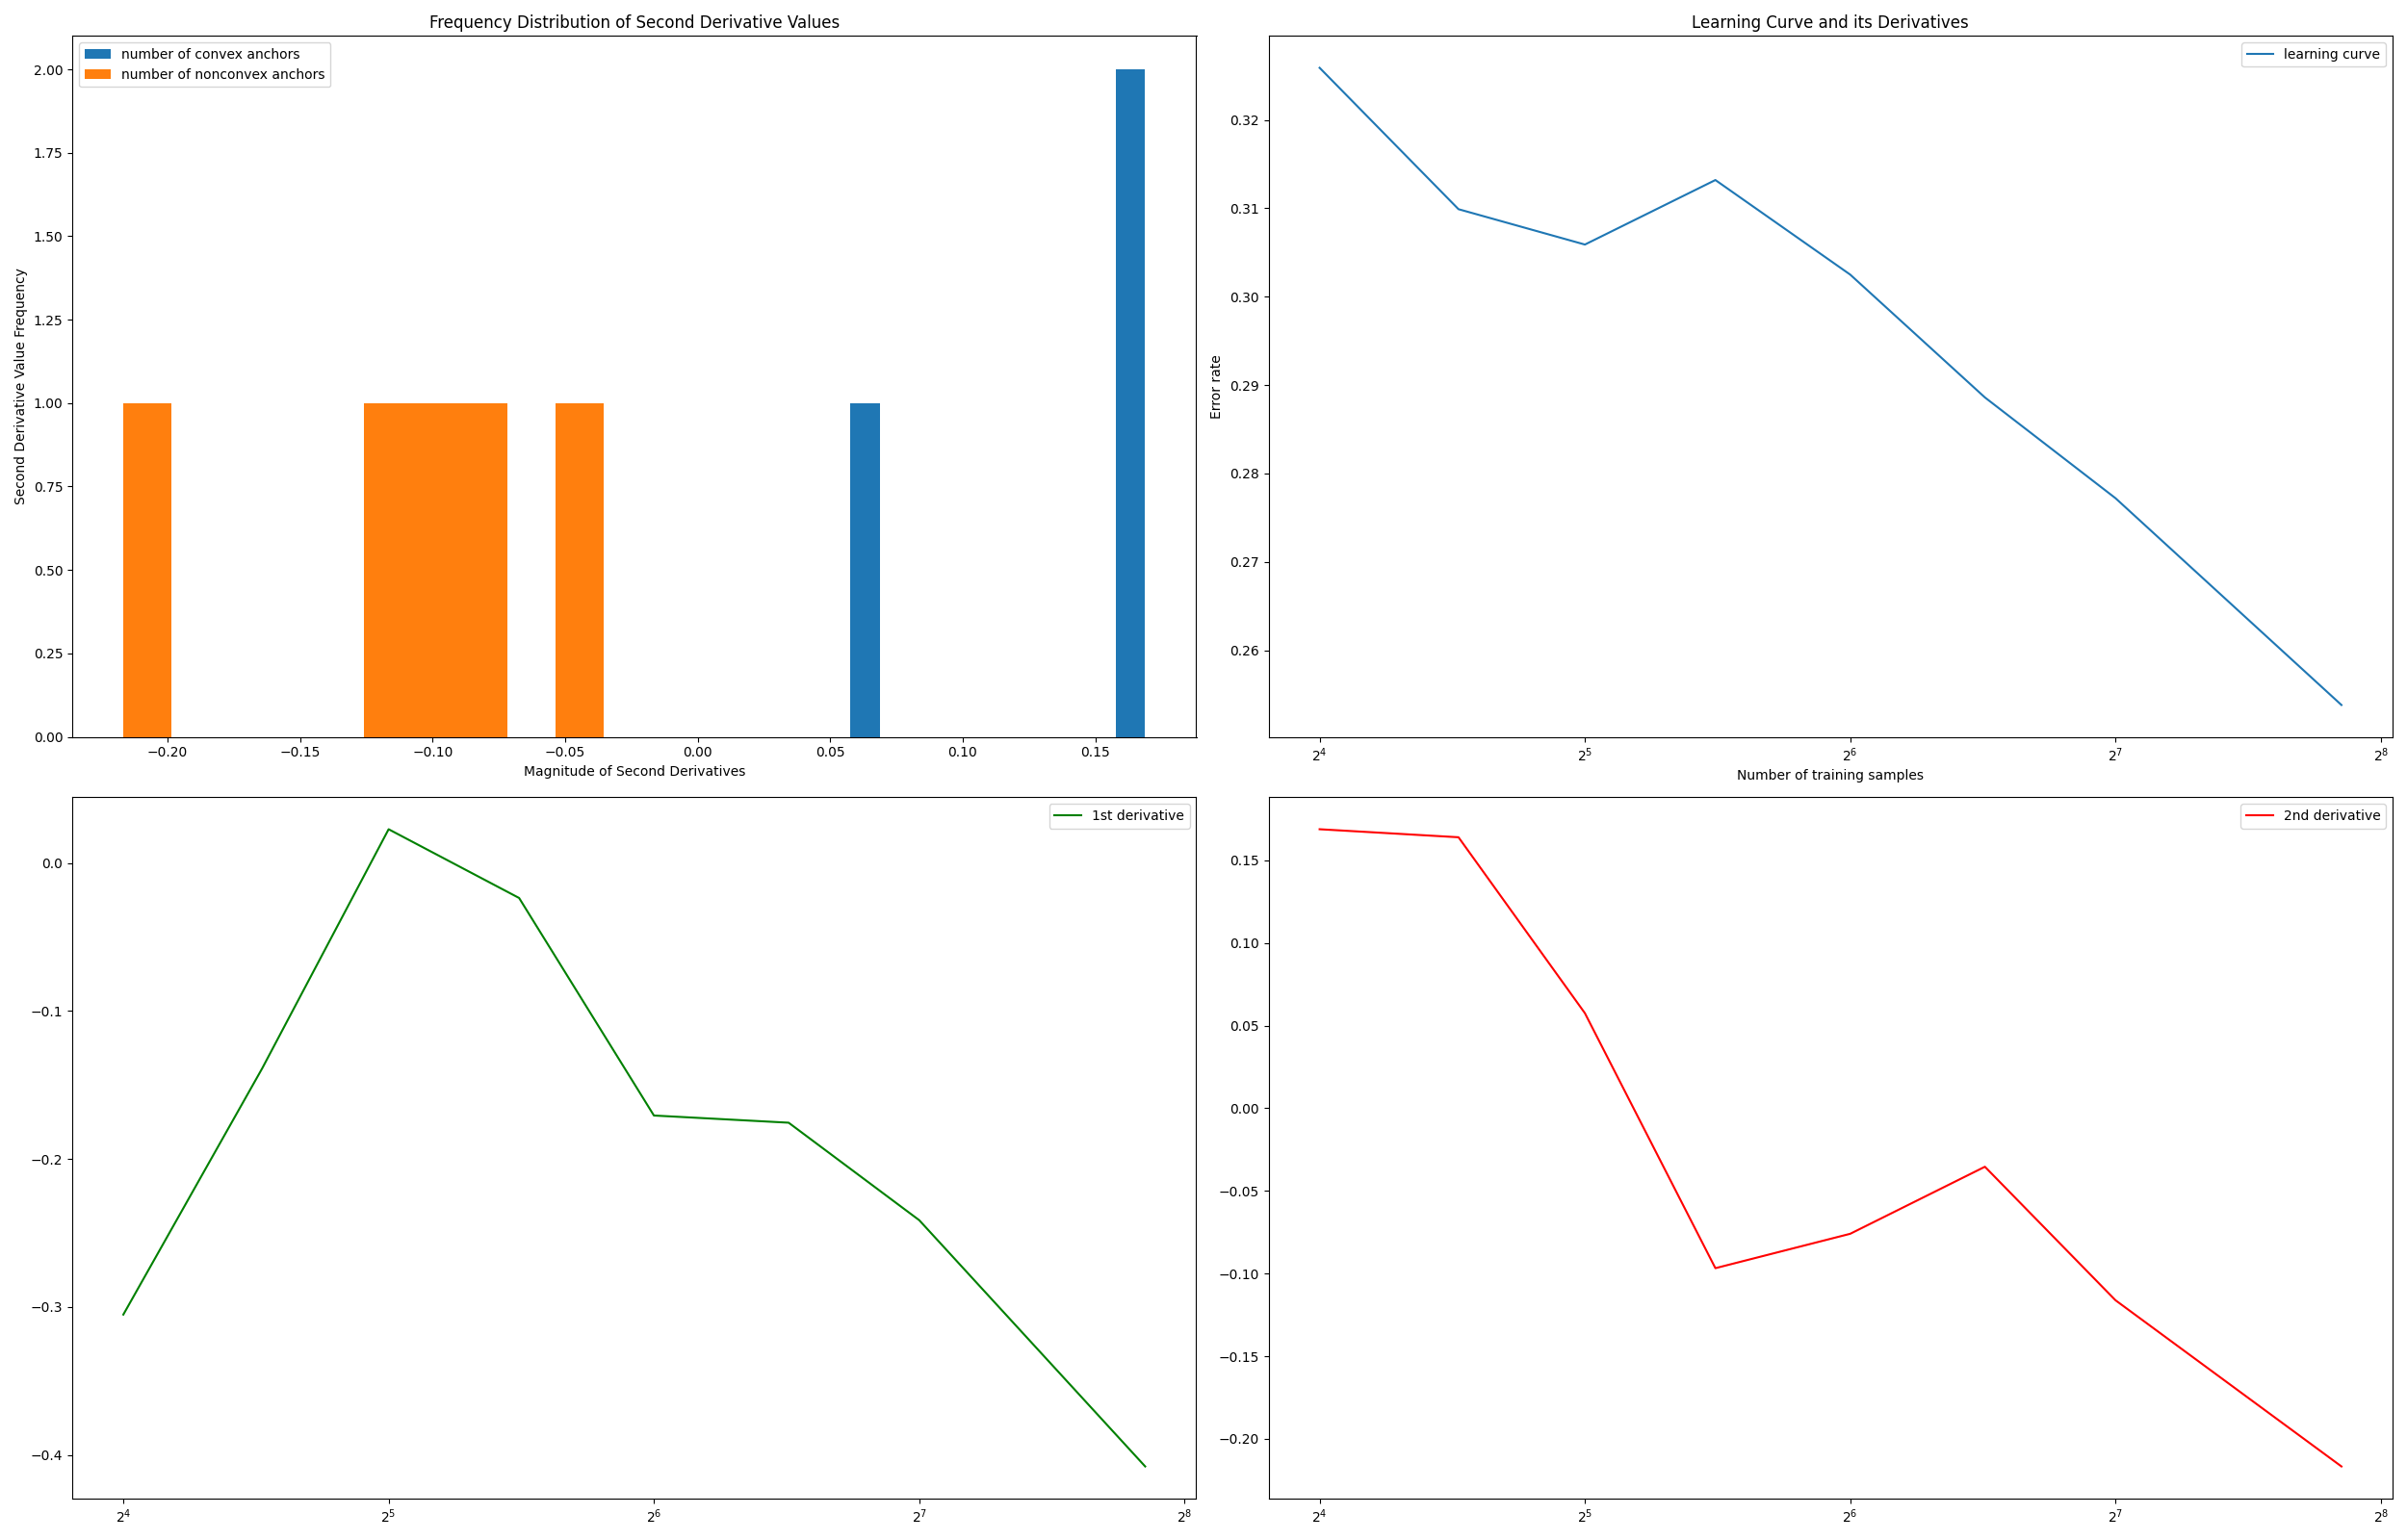 Frequency Distribution of Second Derivative Values
number of convex anchors
number of nonconvex anchors
2.00
1.75
1.50
1.25
1.00
0.75
0.50
0.25
0.00
Second Derivative Value Frequency
−0.20 −0.15 −0.10 −0.05 0.00 0.05 0.10 0.15
Magnitude of Second Derivatives
Learning Curve and its Derivatives
learning curve
0.32
0.31
0.30
0.29
0.28
0.27
0.26
Error rate
2⁴ 2⁵ 2⁶ 2⁷ 2⁸
Number of training samples
1st derivative
0.0
−0.1
−0.2
−0.3
−0.4
2⁴ 2⁵ 2⁶ 2⁷ 2⁸
2nd derivative
0.15
0.10
0.05
0.00
−0.05
−0.10
−0.15
−0.20
2⁴ 2⁵ 2⁶ 2⁷ 2⁸